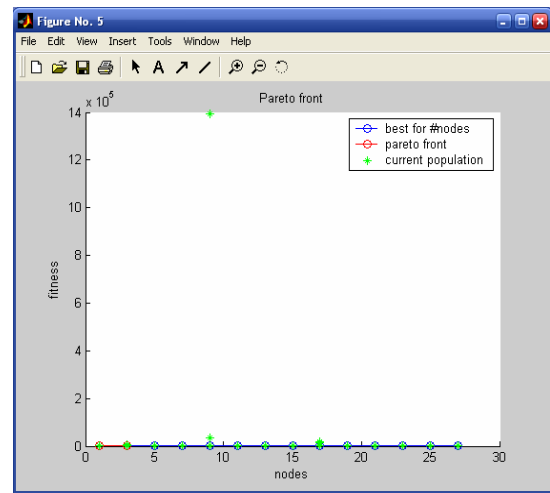 Figure No. 5
File Edit View Insert Tools Window Help
A
x 10^5
Pareto front
14
12
10
8
6
4
2
0
fitness
best for #nodes
pareto front
current population
0 5 10 15 20 25 30
nodes